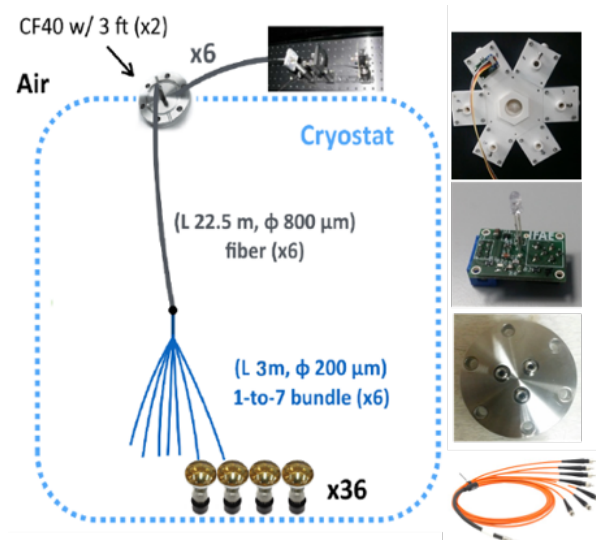 CF40 w/ 3 ft (x2)
x6
Air
Cryostat
(L 22.5 m, ϕ 800 μm)
fiber (x6)
(L 3m, ϕ 200 μm)
1-to-7 bundle (x6)
x36
IFAE